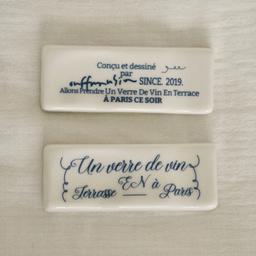 Conçu et dessiné
par
SINCE. 2019.
Allons Prendre Un Verre De Vin En Terrasse
À PARIS CE SOIR
Un verre de vin
EN à
Terrasse Paris